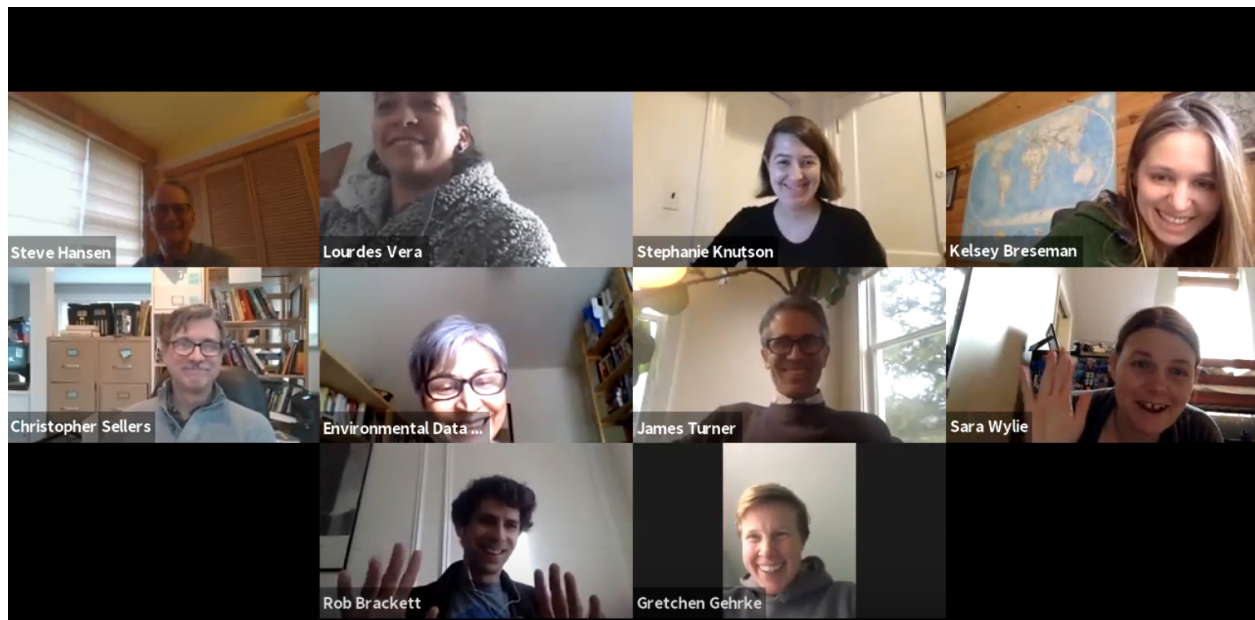 Steve Hansen
Lourdes Vera
Stephanie Knutson
Kelsey Breseman
Christopher Sellers
Environmental Data ...
James Turner
Sara Wylie
Rob Brackett
Gretchen Gehrke